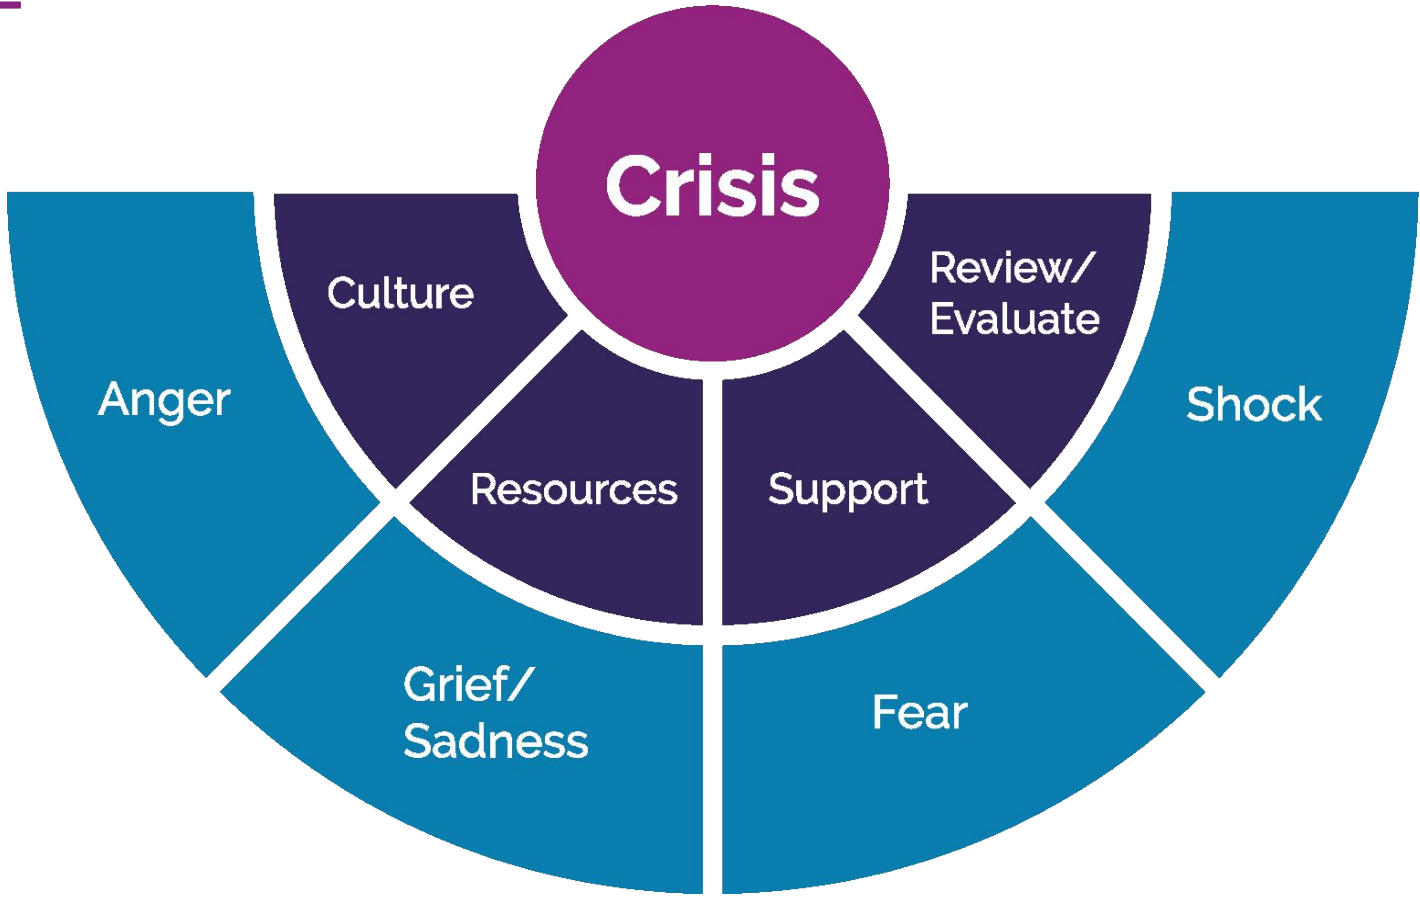 Crisis
Culture
Review/
Evaluate
Anger
Shock
Resources
Support
Grief/
Sadness
Fear